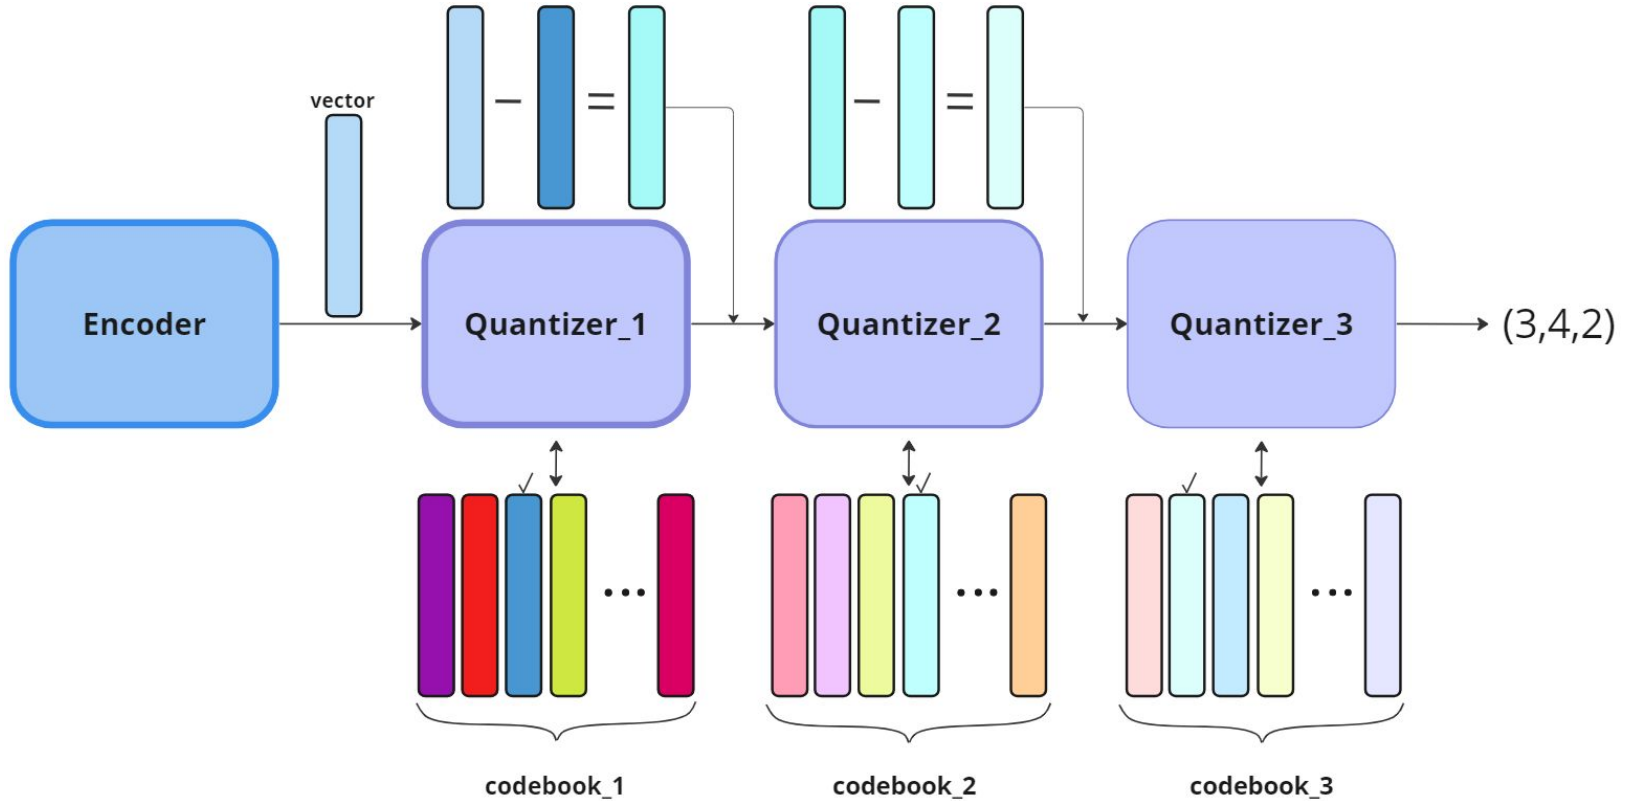 vector
Encoder
Quantizer_1
Quantizer_2
Quantizer_3
(3,4,2)
codebook_1
codebook_2
codebook_3